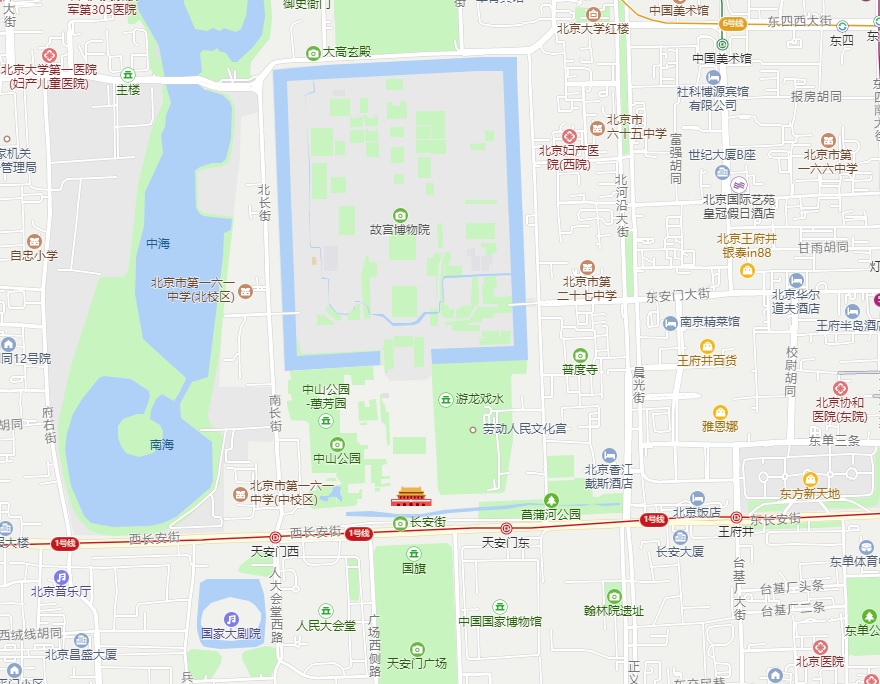 御史衙门
军第305医院
大高玄殿
北京大学红楼
中国美术馆
6号线
东四西大街
东四
中国美术馆
北京大学第一医院
(妇产儿童医院)
主楼
社科博源宾馆
有限公司
报房胡同
北京市
六十五中学
北京妇产医
院(西院)
富强胡同
世纪大厦B座
北京市第
一六六中学
家机关
管理局
北长街
北河沿大街
北京国际艺苑
皇冠假日酒店
故宫博物院
中海
自忠小学
北京王府井
银泰in88
甘雨胡同
北京市第一六一
中学(北校区)
北京市第
二十七中学
东安门大街
北京华尔
道夫酒店
王府半岛酒店
南京精菜馆
同12号院
王府井百货
校尉胡同
普度寺
晨光街
中山公园
-蕙芳园
游龙戏水
北京协和
医院(东院)
府右街
南长街
雅恩娜
劳动人民文化宫
南海
东单三条
中山公园
北京香江
戴斯酒店
北京市第一六一
中学(中校区)
东方新天地
菖蒲河公园
北京饭店
1号线
西长安街
天安门西
西长安街
1号线
长安街
天安门东
1号线
王府井
东长安街
长安大厦
东单体育中
国旗
北京音乐厅
人大会堂西路
台基厂大街
台基厂头条
台基厂二条
翰林院遗址
中国国家博物馆
人民大会堂
国家大剧院
广场西侧路
东单公
西绒线胡同
北京昌盛大厦
天安门广场
北京医院
正义
兵